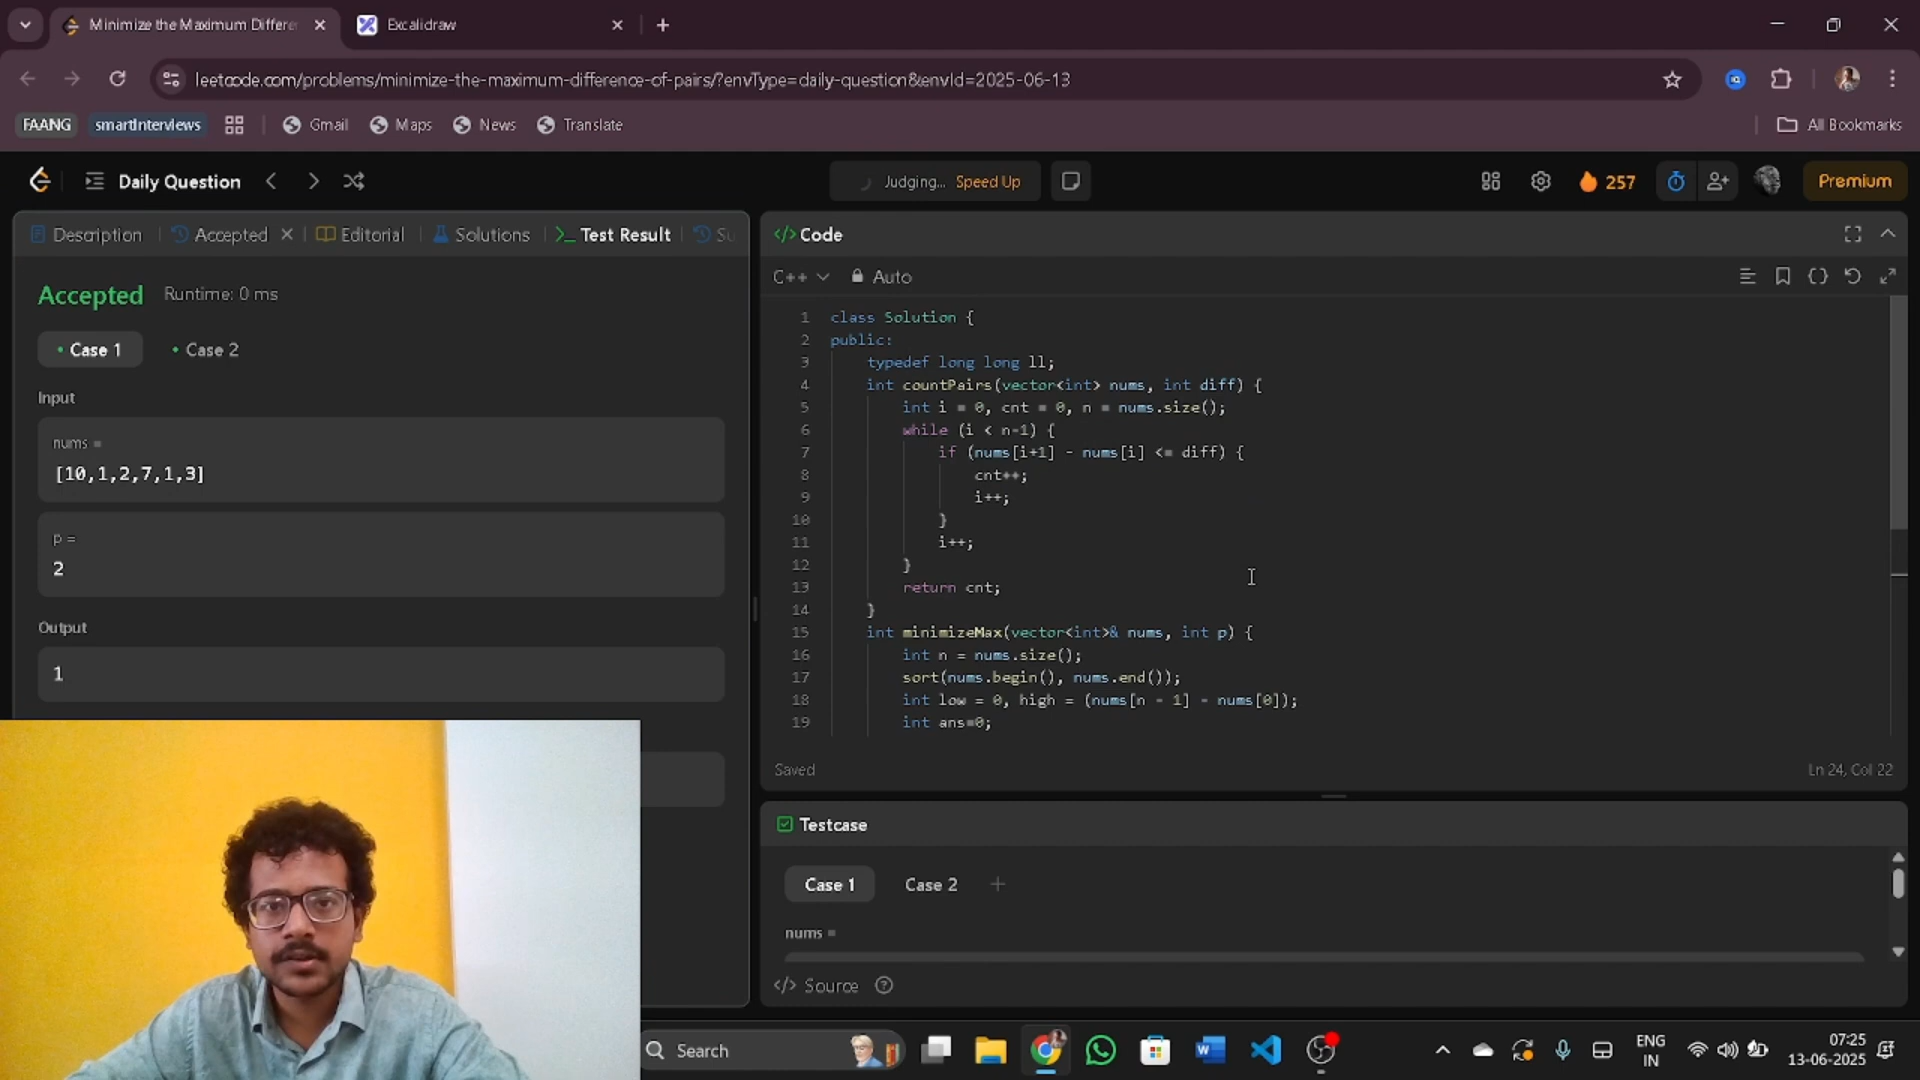 Minimize the Maximum Differe
Excalidraw
leetcode.com/problems/minimize-the-maximum-difference-of-pairs/?envType=daily-question&envId=2025-06-13
FAANG smartInterviews Gmail Maps News Translate All Bookmarks
Daily Question Judging... Speed Up 257 Premium
Description Accepted Editorial Solutions >_ Test Result Su
</> Code
C++ Auto
Accepted Runtime: 0 ms
• Case 1 • Case 2
Input
nums =
[10,1,2,7,1,3]
p =
2
Output
1
1 class Solution {
2 public:
3 typedef long long ll;
4 int countPairs(vector<int> nums, int diff) {
5 int i = 0, cnt = 0, n = nums.size();
6 while (i < n-1) {
7 if (nums[i+1] - nums[i] <= diff) {
8 cnt++;
9 i++;
10 }
11 i++;
12 }
13 return cnt;
14 }
15 int minimizeMax(vector<int>& nums, int p) {
16 int n = nums.size();
17 sort(nums.begin(), nums.end());
18 int low = 0, high = (nums[n - 1] - nums[0]);
19 int ans=0;
Saved Ln 24, Col 22
Testcase
Case 1 Case 2 +
nums =
</> Source
Search
ENG
IN
07:25
13-06-2025